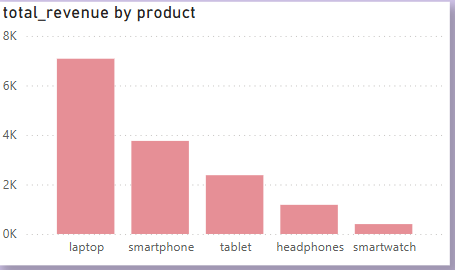 total_revenue by product
8K
6K
4K
2K
0K
laptop smartphone tablet headphones smartwatch